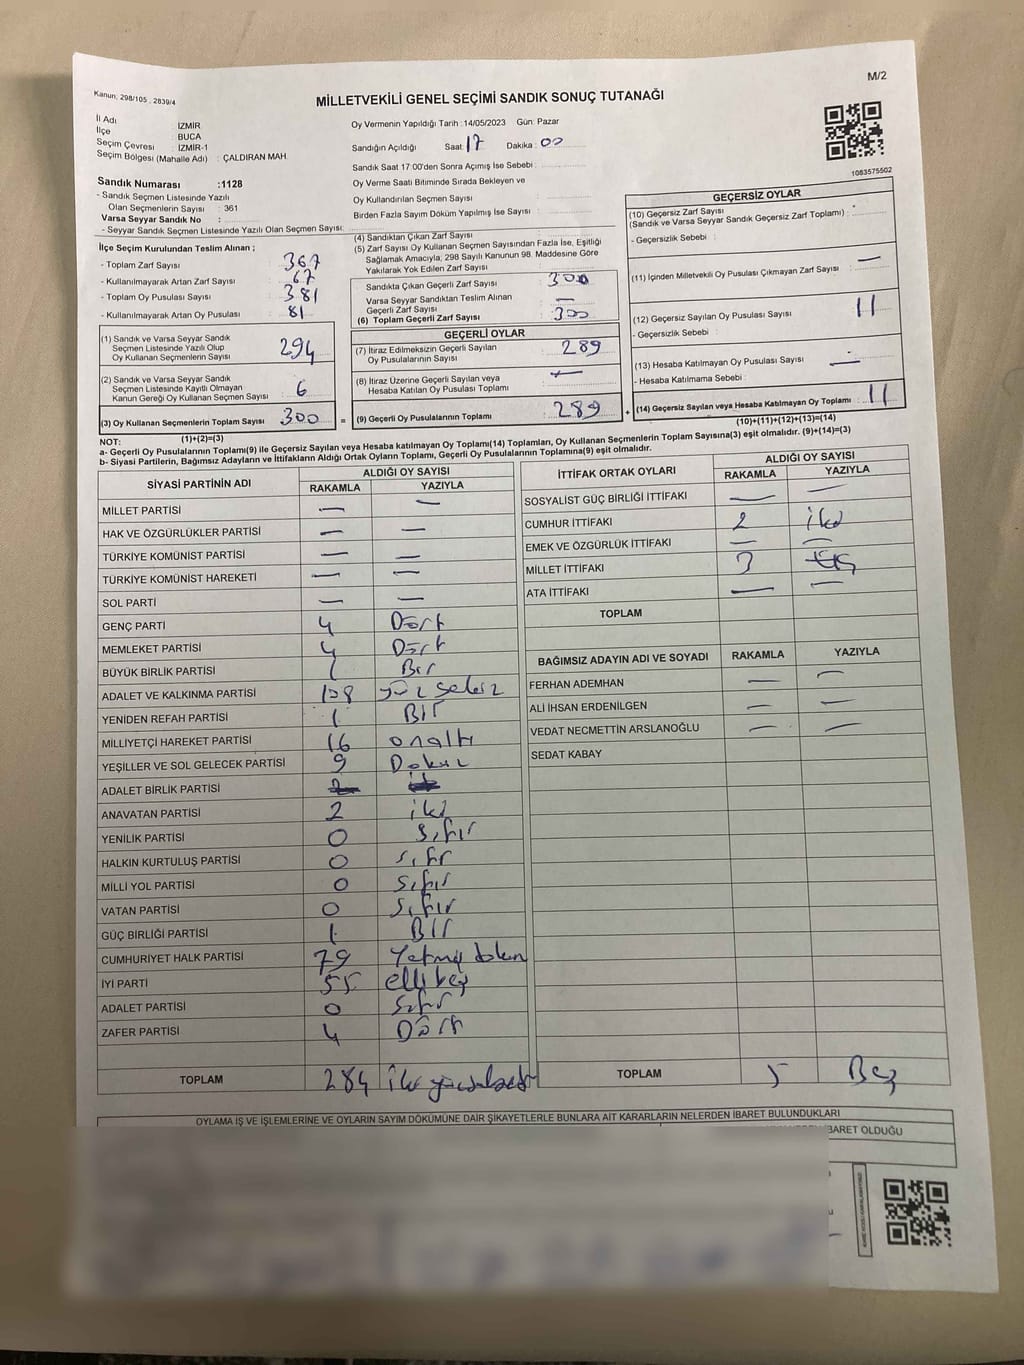 M/2
Kanun; 298/105 , 2839/4
MİLLETVEKİLİ GENEL SEÇİMİ SANDIK SONUÇ TUTANAĞI
İl Adı : İZMİR
İlçe : BUCA
Seçim Çevresi : İZMİR-1
Seçim Bölgesi (Mahalle Adı) : ÇALDIRAN MAH.
Sandık Numarası :1128
- Sandık Seçmen Listesinde Yazılı
Olan Seçmenlerin Sayısı : 361
Varsa Seyyar Sandık No :
- Seyyar Sandık Seçmen Listesinde Yazılı Olan Seçmen Sayısı:
Oy Vermenin Yapıldığı Tarih :14/05/2023 Gün: Pazar
Sandığın Açıldığı Saat: 17 Dakika: 00
Sandık Saat 17:00'den Sonra Açılmış İse Sebebi :
Oy Verme Saati Bitiminde Sırada Bekleyen ve
Oy Kullandırılan Seçmen Sayısı :
Birden Fazla Sayım Döküm Yapılmış İse Sayısı :
1083575502
İlçe Seçim Kurulundan Teslim Alınan ;
- Toplam Zarf Sayısı : 367
- Kullanılmayarak Artan Zarf Sayısı : 67
- Toplam Oy Pusulası Sayısı : 381
- Kullanılmayarak Artan Oy Pusulası : 81
(1) Sandık ve Varsa Seyyar Sandık
Seçmen Listesinde Yazılı Olup
Oy Kullanan Seçmenlerin Sayısı : 294
(2) Sandık ve Varsa Seyyar Sandık
Seçmen Listesinde Kayıtlı Olmayan
Kanun Gereği Oy Kullanan Seçmen Sayısı : 6
(3) Oy Kullanan Seçmenlerin Toplam Sayısı : 300
(1)+(2)=(3)
(4) Sandıktan Çıkan Zarf Sayısı :
(5) Zarf Sayısı Oy Kullanan Seçmen Sayısından Fazla İse, Eşitliği
Sağlamak Amacıyla; 298 Sayılı Kanunun 98. Maddesine Göre
Yakılarak Yok Edilen Zarf Sayısı :
Sandıkta Çıkan Geçerli Zarf Sayısı : 300
Varsa Seyyar Sandıktan Teslim Alınan
Geçerli Zarf Sayısı : —
(6) Toplam Geçerli Zarf Sayısı : 300
GEÇERLİ OYLAR
(7) İtiraz Edilmeksizin Geçerli Sayılan
Oy Pusulalarının Sayısı : 289
(8) İtiraz Üzerine Geçerli Sayılan veya
Hesaba Katılan Oy Pusulası Toplamı : —
= (9) Geçerli Oy Pusulalarının Toplamı : 289
GEÇERSİZ OYLAR
(10) Geçersiz Zarf Sayısı :
(Sandık ve Varsa Seyyar Sandık Geçersiz Zarf Toplamı)
- Geçersizlik Sebebi :
(11) İçinden Milletvekili Oy Pusulası Çıkmayan Zarf Sayısı : —
(12) Geçersiz Sayılan Oy Pusulası Sayısı : 11
- Geçersizlik Sebebi :
(13) Hesaba Katılmayan Oy Pusulası Sayısı : —
- Hesaba Katılmama Sebebi :
+ (14) Geçersiz Sayılan veya Hesaba Katılmayan Oy Toplamı : 11
(10)+(11)+(12)+(13)=(14)
NOT:
a- Geçerli Oy Pusulalarının Toplamı(9) ile Geçersiz Sayılan veya Hesaba katılmayan Oy Toplamı(14) Toplamları, Oy Kullanan Seçmenlerin Toplam Sayısına(3) eşit olmalıdır. (9)+(14)=(3)
b- Siyasi Partilerin, Bağımsız Adayların ve İttifakların Aldığı Ortak Oyların Toplamı, Geçerli Oy Pusulalarının Toplamına(9) eşit olmalıdır.
SİYASİ PARTİNİN ADI ALDIĞI OY SAYISI
RAKAMLA YAZIYLA
MİLLET PARTİSİ — —
HAK VE ÖZGÜRLÜKLER PARTİSİ — —
TÜRKİYE KOMÜNİST PARTİSİ — —
TÜRKİYE KOMÜNİST HAREKETİ — —
SOL PARTİ — —
GENÇ PARTİ 4 Dört
MEMLEKET PARTİSİ 4 Dört
BÜYÜK BİRLİK PARTİSİ 1 Bir
ADALET VE KALKINMA PARTİSİ 108 yüz sekiz
YENİDEN REFAH PARTİSİ 1 Bir
MİLLİYETÇİ HAREKET PARTİSİ 16 onaltı
YEŞİLLER VE SOL GELECEK PARTİSİ 9 Dokuz
ADALET BİRLİK PARTİSİ
ANAVATAN PARTİSİ 2 iki
YENİLİK PARTİSİ 0 Sıfır
HALKIN KURTULUŞ PARTİSİ 0 Sıfır
MİLLİ YOL PARTİSİ 0 Sıfır
VATAN PARTİSİ 0 Sıfır
GÜÇ BİRLİĞİ PARTİSİ 1 Bir
CUMHURİYET HALK PARTİSİ 79 Yetmiş dokuz
İYİ PARTİ 55 elli beş
ADALET PARTİSİ 0 Sıfır
ZAFER PARTİSİ 4 Dört
TOPLAM 284 iki yüz seksendört
İTTİFAK ORTAK OYLARI ALDIĞI OY SAYISI
RAKAMLA YAZIYLA
SOSYALİST GÜÇ BİRLİĞİ İTTİFAKI — —
CUMHUR İTTİFAKI 2 iki
EMEK VE ÖZGÜRLÜK İTTİFAKI — —
MİLLET İTTİFAKI 3 üç
ATA İTTİFAKI — —
TOPLAM
BAĞIMSIZ ADAYIN ADI VE SOYADI RAKAMLA YAZIYLA
FERHAN ADEMHAN — —
ALİ İHSAN ERDENİLGEN — —
VEDAT NECMETTİN ARSLANOĞLU — —
SEDAT KABAY
TOPLAM 5 Beş
OYLAMA İŞ VE İŞLEMLERİNE VE OYLARIN SAYIM DÖKÜMÜNE DAİR ŞİKAYETLERLE BUNLARA AİT KARARLARIN NELERDEN İBARET BULUNDUKLARI
İBARET OLDUĞU